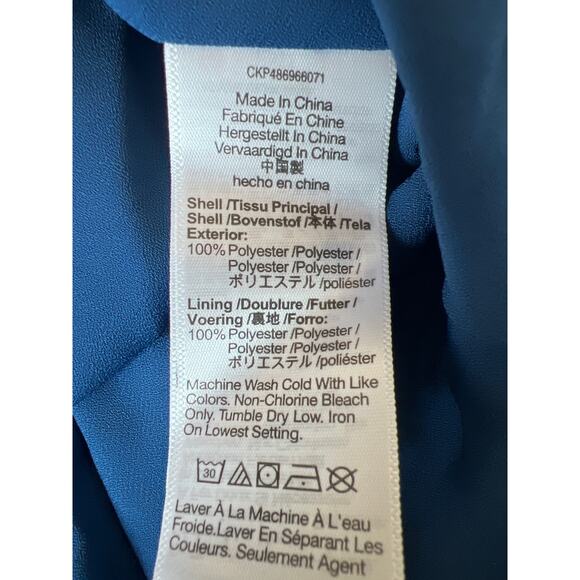 CKP486966071
Made In China
Fabriqué En Chine
Hergestellt In China
Vervaardigd In China
中国製
hecho en china
Shell /Tissu Principal /
Shell /Bovenstof /本体 /Tela
Exterior:
100% Polyester /Polyester /
Polyester /Polyester /
ポリエステル /poliéster
Lining /Doublure /Futter /
Voering /裏地 /Forro:
100% Polyester /Polyester /
Polyester /Polyester /
ポリエステル /poliéster
Machine Wash Cold With Like
Colors. Non-Chlorine Bleach
Only. Tumble Dry Low. Iron
On Lowest Setting.
30
Laver À La Machine À L'eau
Froide.Laver En Séparant Les
Couleurs. Seulement Agent